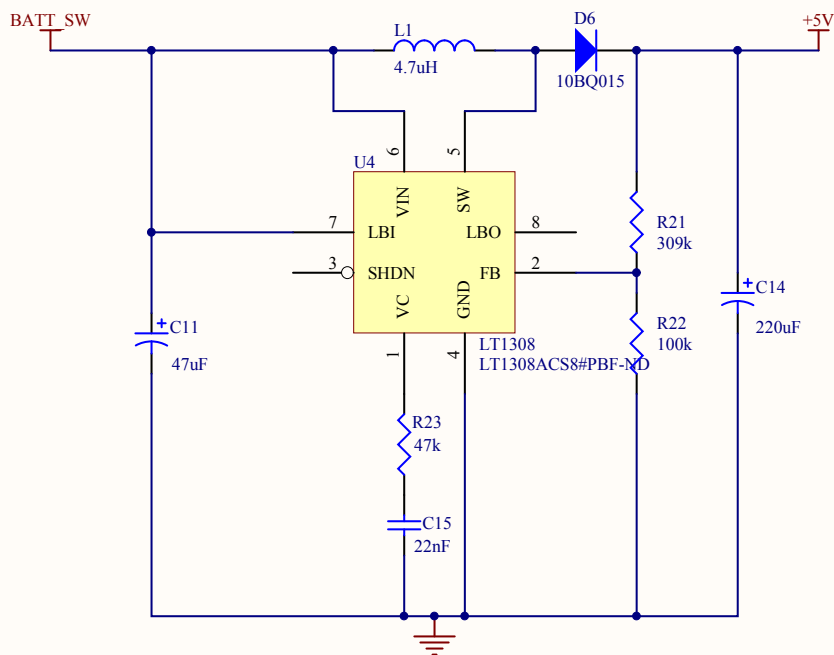 BATT_SW
+5V
L1
4.7uH
D6
10BQ015
U4
6
5
VIN
SW
7
LBI
LBO
8
3
SHDN
FB
2
VC
GND
1
4
LT1308
LT1308ACS8#PBF-ND
R21
309k
R22
100k
+
C14
220uF
+
C11
47uF
R23
47k
C15
22nF